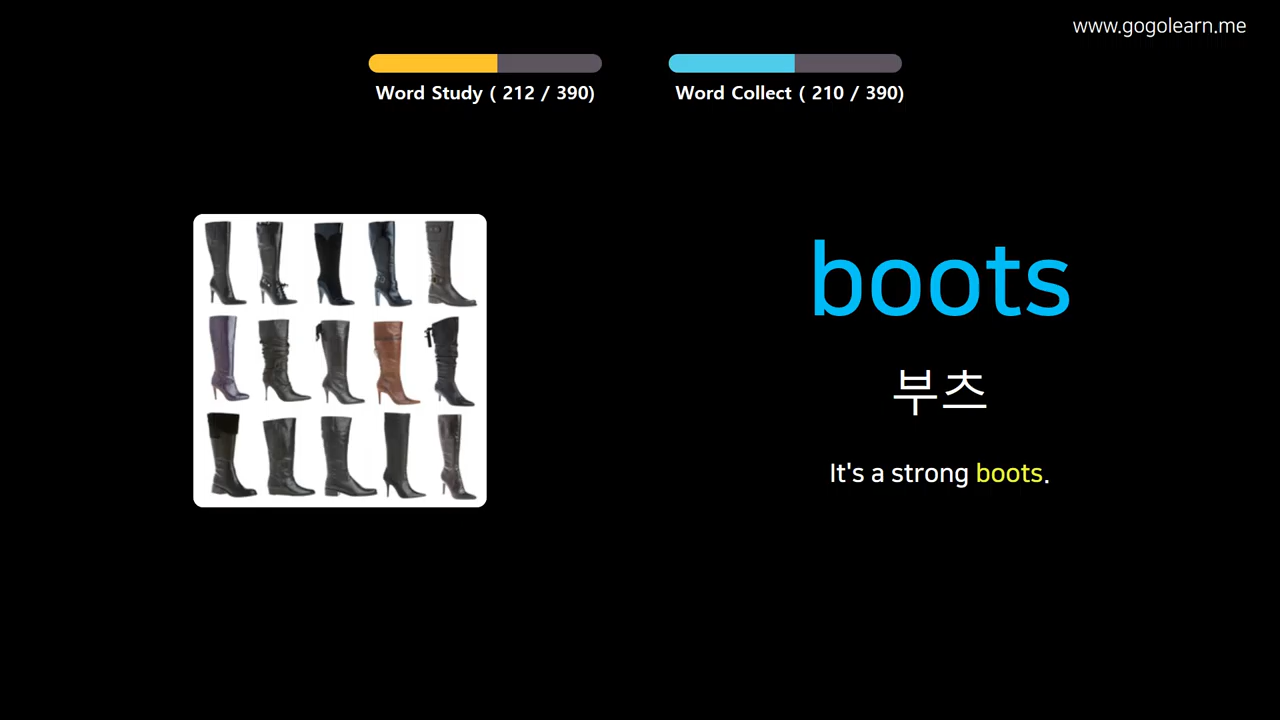 www.gogolearn.me
Word Study ( 212 / 390)
Word Collect ( 210 / 390)
boots
부츠
It's a strong boots.